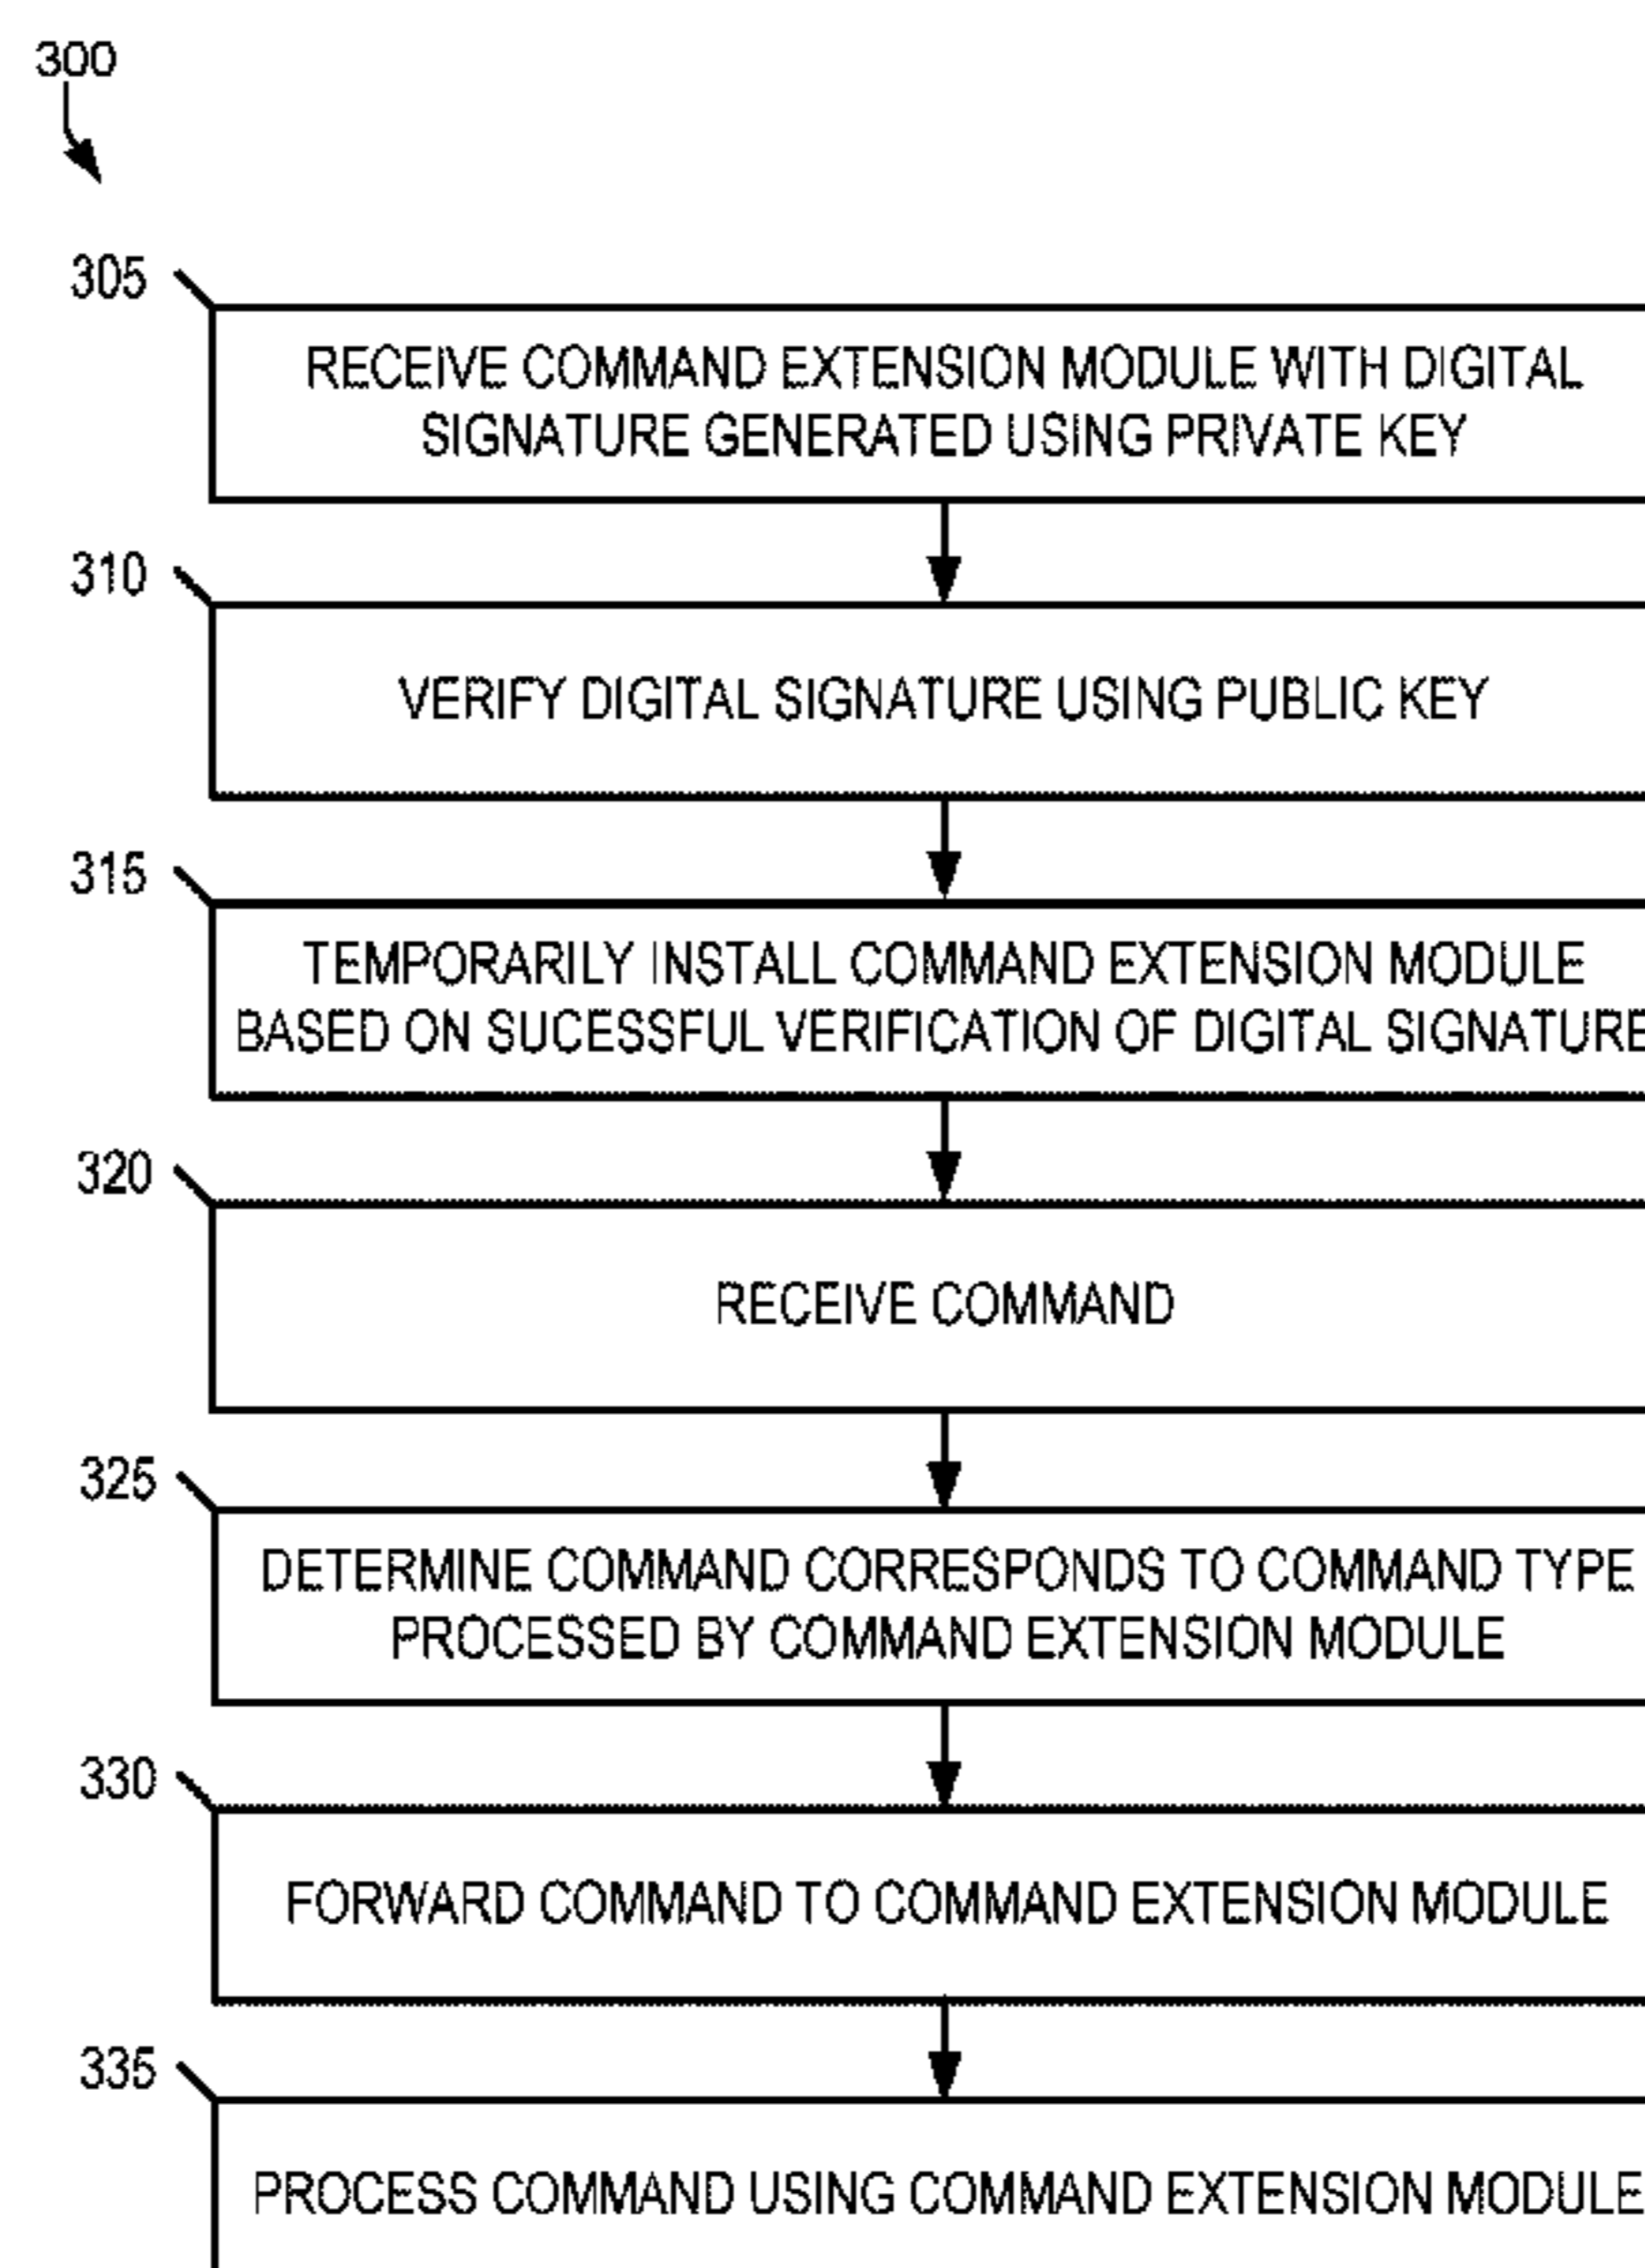 300
305
RECEIVE COMMAND EXTENSION MODULE WITH DIGITAL
SIGNATURE GENERATED USING PRIVATE KEY
310
VERIFY DIGITAL SIGNATURE USING PUBLIC KEY
315
TEMPORARILY INSTALL COMMAND EXTENSION MODULE
BASED ON SUCESSFUL VERIFICATION OF DIGITAL SIGNATURE
320
RECEIVE COMMAND
325
DETERMINE COMMAND CORRESPONDS TO COMMAND TYPE
PROCESSED BY COMMAND EXTENSION MODULE
330
FORWARD COMMAND TO COMMAND EXTENSION MODULE
335
PROCESS COMMAND USING COMMAND EXTENSION MODULE